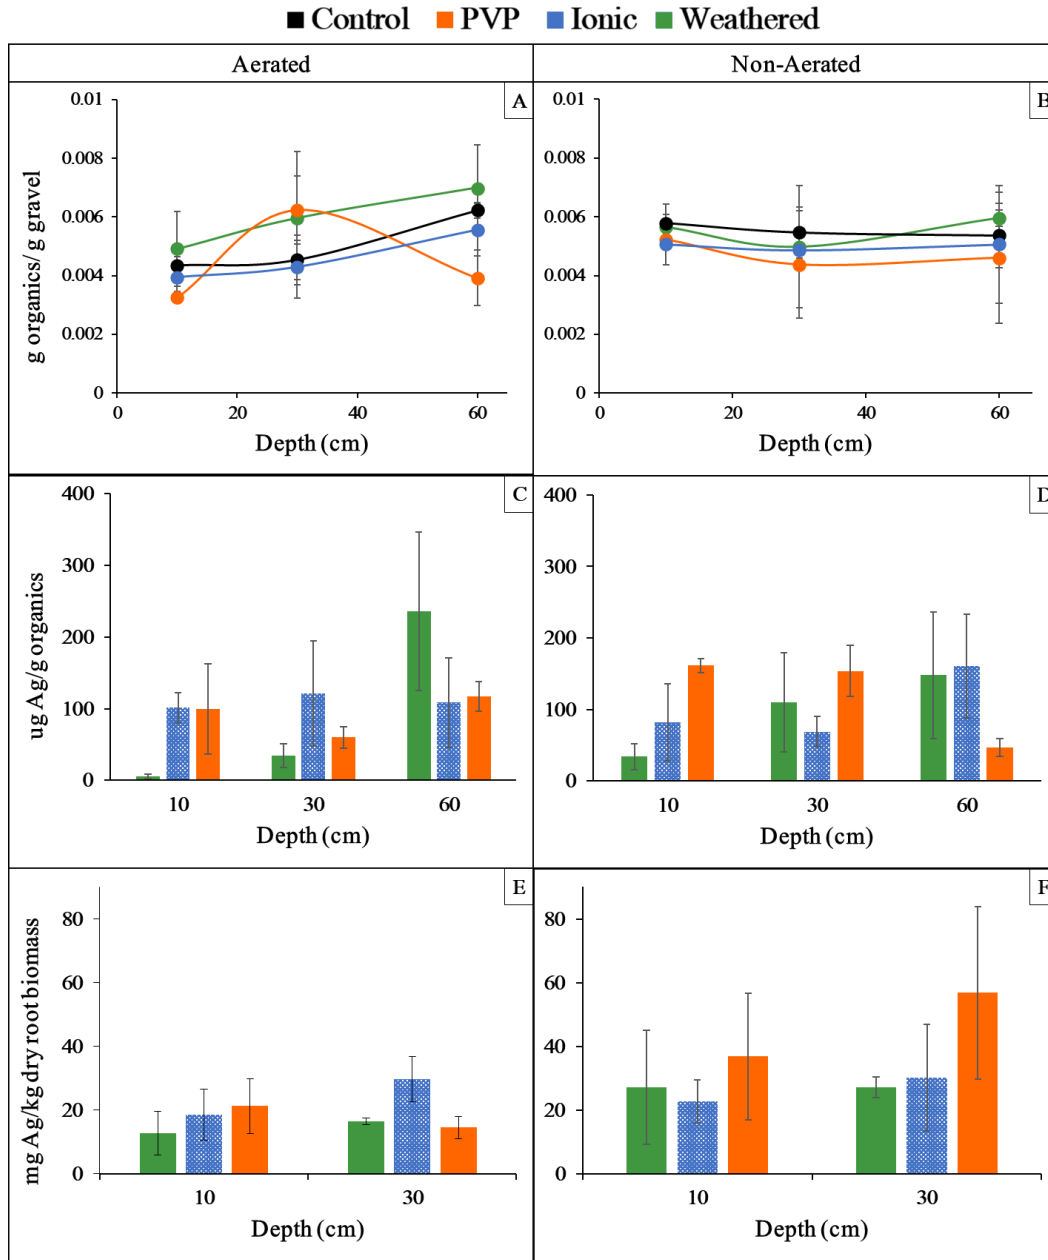 Control PVP Ionic Weathered
Aerated
Non-Aerated
A
0.01
0.008
0.006
0.004
0.002
0
0 20 40 60
Depth (cm)
g organics/ g gravel
B
0.01
0.008
0.006
0.004
0.002
0
0 20 40 60
Depth (cm)
C
400
300
200
100
0
10 30 60
Depth (cm)
ug Ag/g organics
D
400
300
200
100
0
10 30 60
Depth (cm)
E
80
60
40
20
0
10 30
Depth (cm)
mg Ag/kg dry root biomass
F
80
60
40
20
0
10 30
Depth (cm)